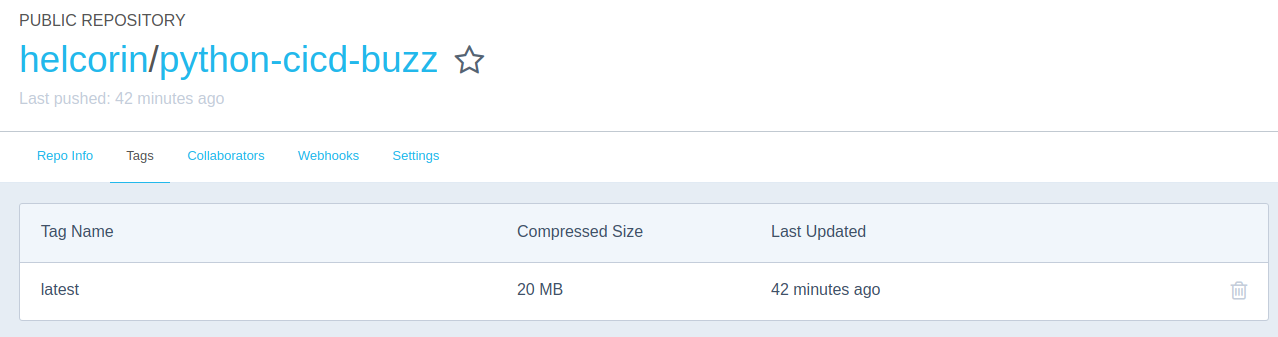 PUBLIC REPOSITORY
helcorin/python-cicd-buzz
Last pushed: 42 minutes ago
Repo Info Tags Collaborators Webhooks Settings
Tag Name Compressed Size Last Updated
latest 20 MB 42 minutes ago